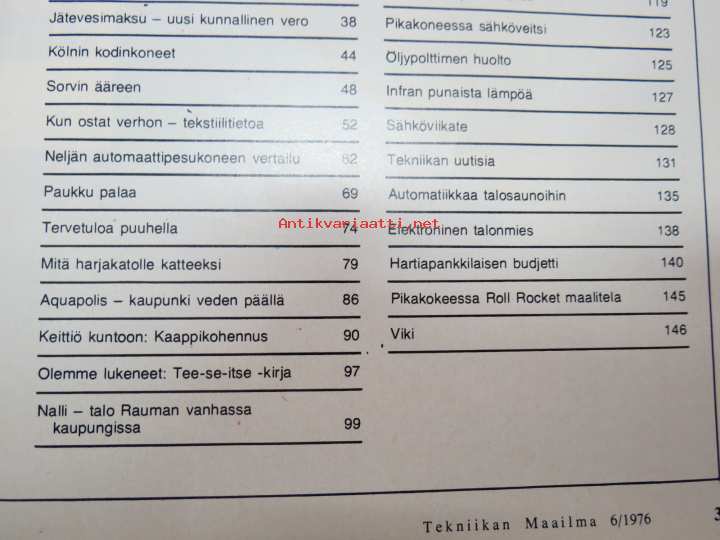 Jätevesimaksu – uusi kunnallinen vero 38
Kölnin kodinkoneet 44
Sorvin ääreen 48
Kun ostat verhon – tekstiilitietoa 52
Neljän automaattipesukoneen vertailu 62
Paukku palaa 69
Tervetuloa puuhella 74
Mitä harjakatolle katteeksi 79
Aquapolis – kaupunki veden päällä 86
Keittiö kuntoon: Kaappikohennus 90
Olemme lukeneet: Tee-se-itse -kirja 97
Nalli – talo Rauman vanhassa
kaupungissa 99
119
Pikakoneessa sähköveitsi 123
Öljypolttimen huolto 125
Infran punaista lämpöä 127
Sähköviikate 128
Tekniikan uutisia 131
Automatiikkaa talosaunoihin 135
Elektroninen talonmies 138
Hartiapankkilaisen budjetti 140
Pikakokeessa Roll Rocket maalitela 145
Viki 146
Antikvariaatti.net
Tekniikan Maailma 6/1976 3